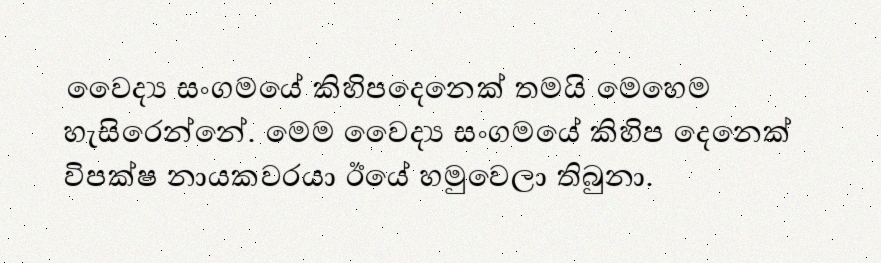 වෛද්‍ය සංගමයේ කිහිපදෙනෙක් තමයි මෙහෙම
හැසිරෙන්නේ. මෙම වෛද්‍ය සංගමයේ කිහිප දෙනෙක්
විපක්ෂ නායකවරයා ඊයේ හමුවෙලා තිබුනා.